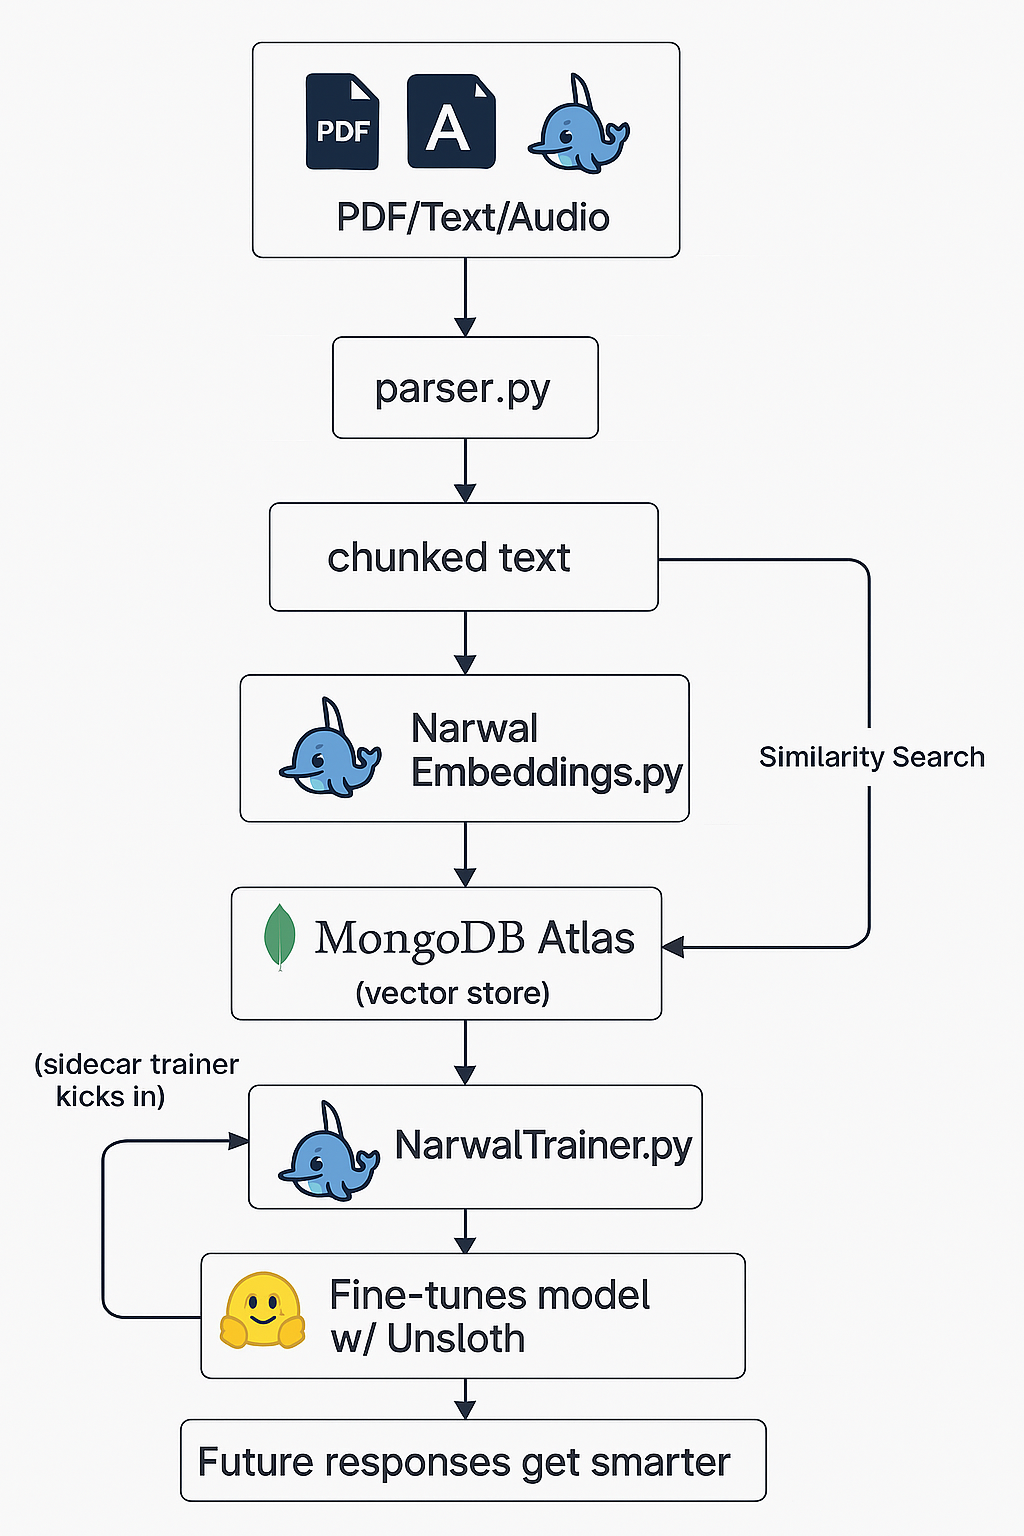 PDF
A
PDF/Text/Audio
parser.py
chunked text
Narwal
Embeddings.py
Similarity Search
MongoDB Atlas
(vector store)
(sidecar trainer
kicks in)
NarwalTrainer.py
Fine-tunes model
w/ Unsloth
Future responses get smarter